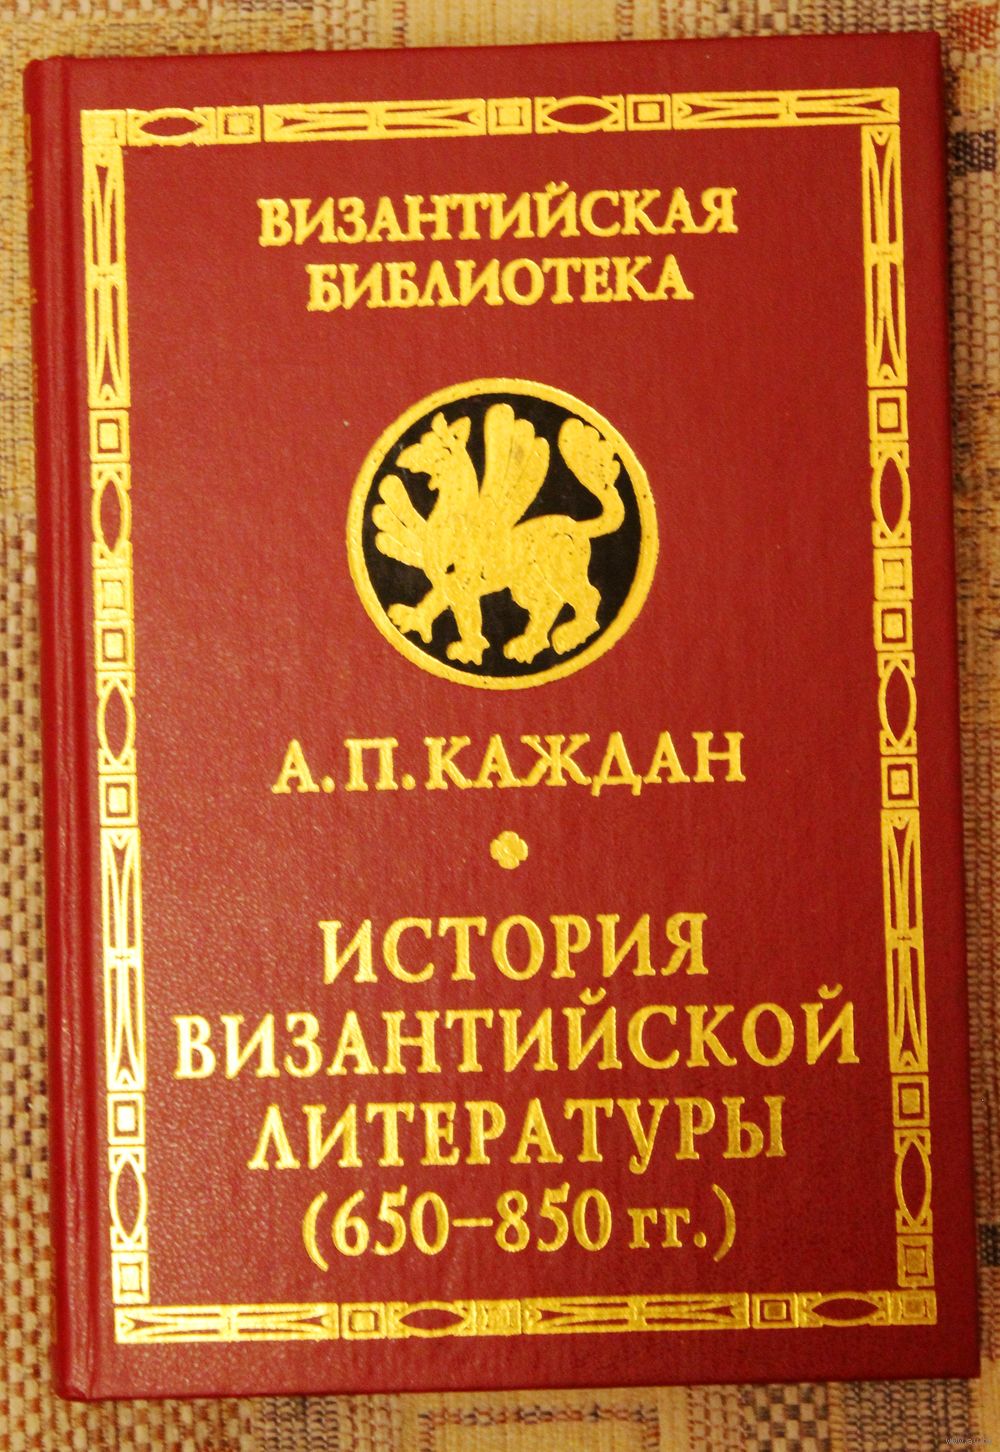 ВИЗАНТИЙСКАЯ
БИБЛИОТЕКА
А. П. КАЖДАН
ИСТОРИЯ
ВИЗАНТИЙСКОЙ
ЛИТЕРАТУРЫ
(650–850 гг.)